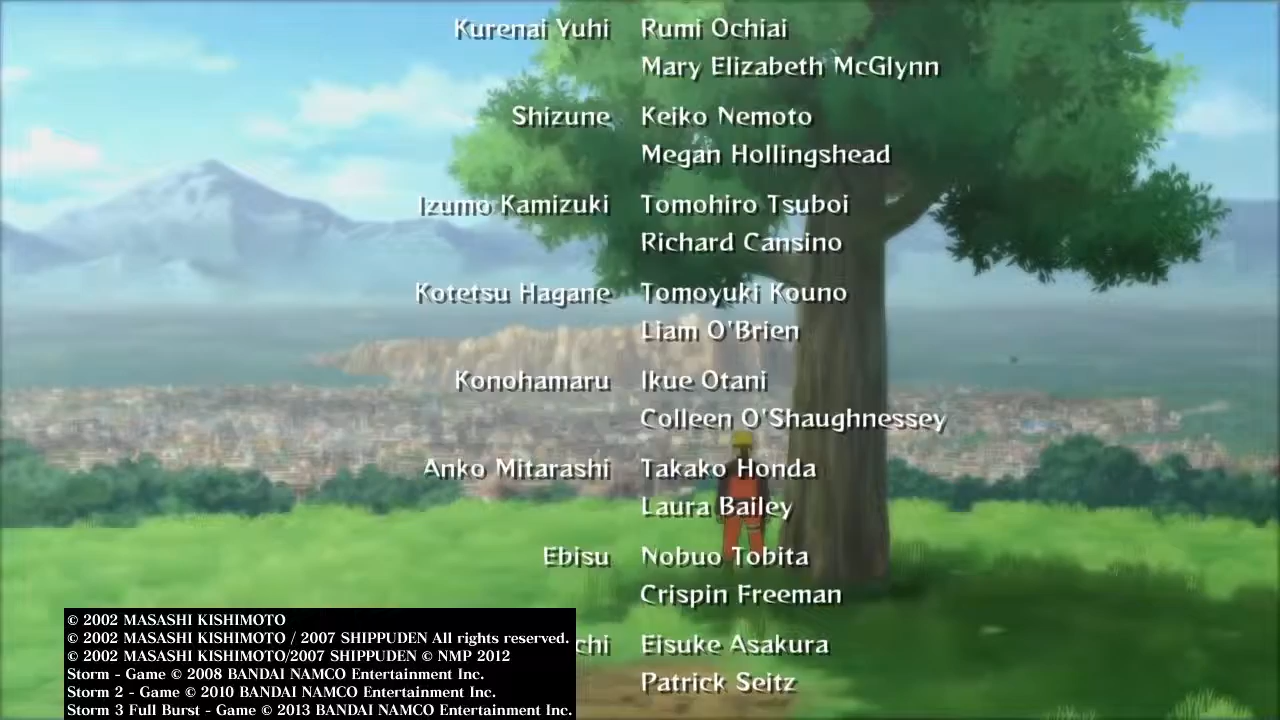 Kurenai Yuhi Rumi Ochiai
Mary Elizabeth McGlynn
Shizune Keiko Nemoto
Megan Hollingshead
Izumo Kamizuki Tomohiro Tsuboi
Richard Cansino
Kotetsu Hagane Tomoyuki Kouno
Liam O'Brien
Konohamaru Ikue Otani
Colleen O'Shaughnessey
Anko Mitarashi Takako Honda
Laura Bailey
Ebisu Nobuo Tobita
Crispin Freeman
chi Eisuke Asakura
Patrick Seitz
© 2002 MASASHI KISHIMOTO
© 2002 MASASHI KISHIMOTO / 2007 SHIPPUDEN All rights reserved.
© 2002 MASASHI KISHIMOTO/2007 SHIPPUDEN © NMP 2012
Storm - Game © 2008 BANDAI NAMCO Entertainment Inc.
Storm 2 - Game © 2010 BANDAI NAMCO Entertainment Inc.
Storm 3 Full Burst - Game © 2013 BANDAI NAMCO Entertainment Inc.